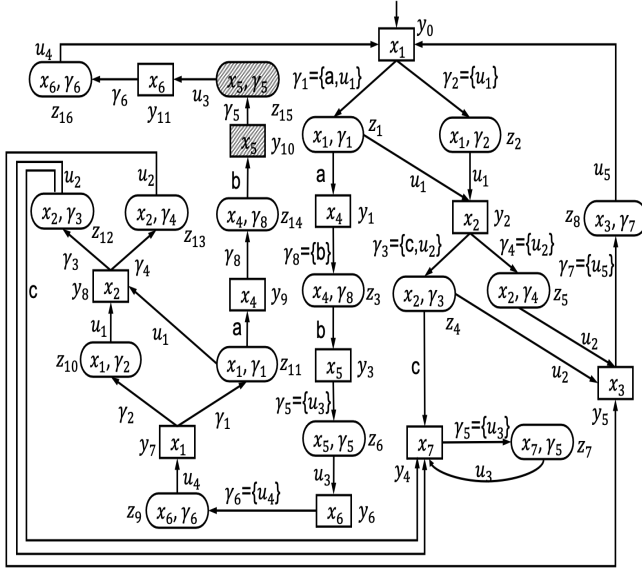 y₀
x₁
u₄
γ₁={a,u₁}
γ₂={u₁}
x₆, γ₆
γ₆
x₆
u₃
x₅, γ₅
z₁₆
y₁₁
γ₅
z₁₅
x₁, γ₁
z₁
x₁, γ₂
z₂
x₅
y₁₀
u₁
u₁
u₅
u₂
u₂
b
a
x₂, γ₃
x₂, γ₄
x₄, γ₈
z₁₄
x₄
y₁
x₂
y₂
z₈
x₃, γ₇
z₁₂
z₁₃
γ₃={c,u₂}
γ₄={u₂}
γ₃
γ₄
γ₈
γ₈={b}
γ₇={u₅}
c
y₈
x₂
x₄
y₉
x₄, γ₈
z₃
x₂, γ₃
x₂, γ₄
z₅
z₄
u₁
u₁
a
b
u₂
z₁₀
x₁, γ₂
x₁, γ₁
z₁₁
x₅
y₃
c
u₂
x₃
y₅
γ₂
γ₁
γ₅={u₃}
y₇
x₁
x₅, γ₅
z₆
x₇
γ₅={u₃}
x₇, γ₅
z₇
y₄
u₃
u₄
γ₆={u₄}
u₃
z₉
x₆, γ₆
x₆
y₆